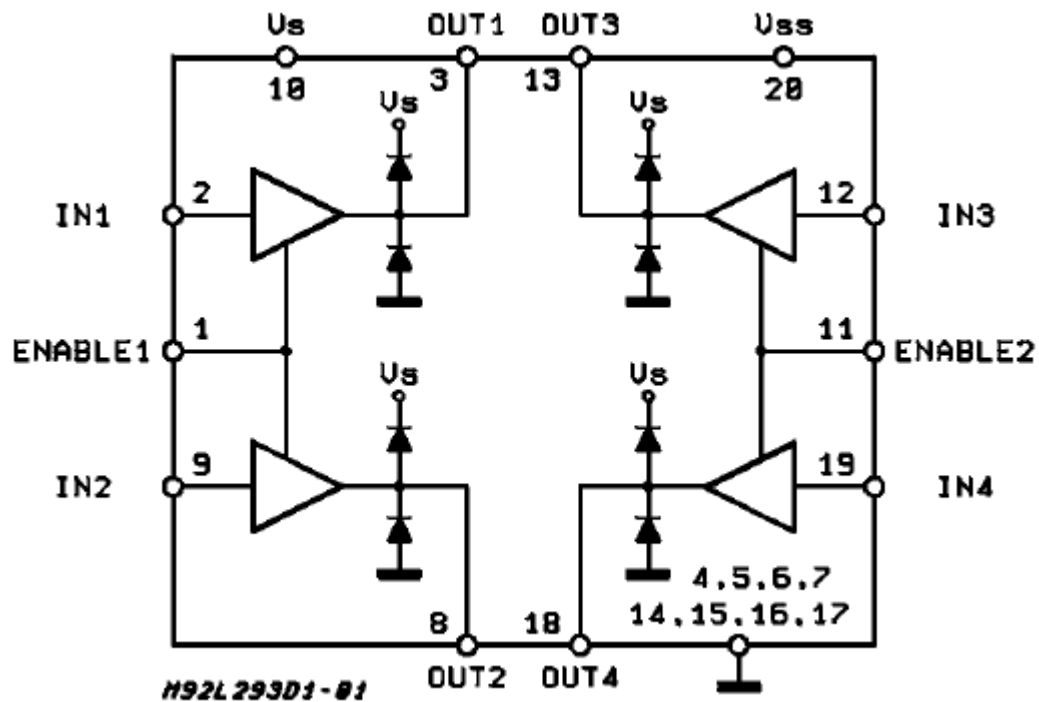 Vs OUT1 OUT3 Vss
10 3 13 20
Vs Vs
IN1 2 12 IN3
ENABLE1 1 11 ENABLE2
Vs Vs
IN2 9 19 IN4
4,5,6,7
8 18 14,15,16,17
OUT2 OUT4
M92L293D1-01